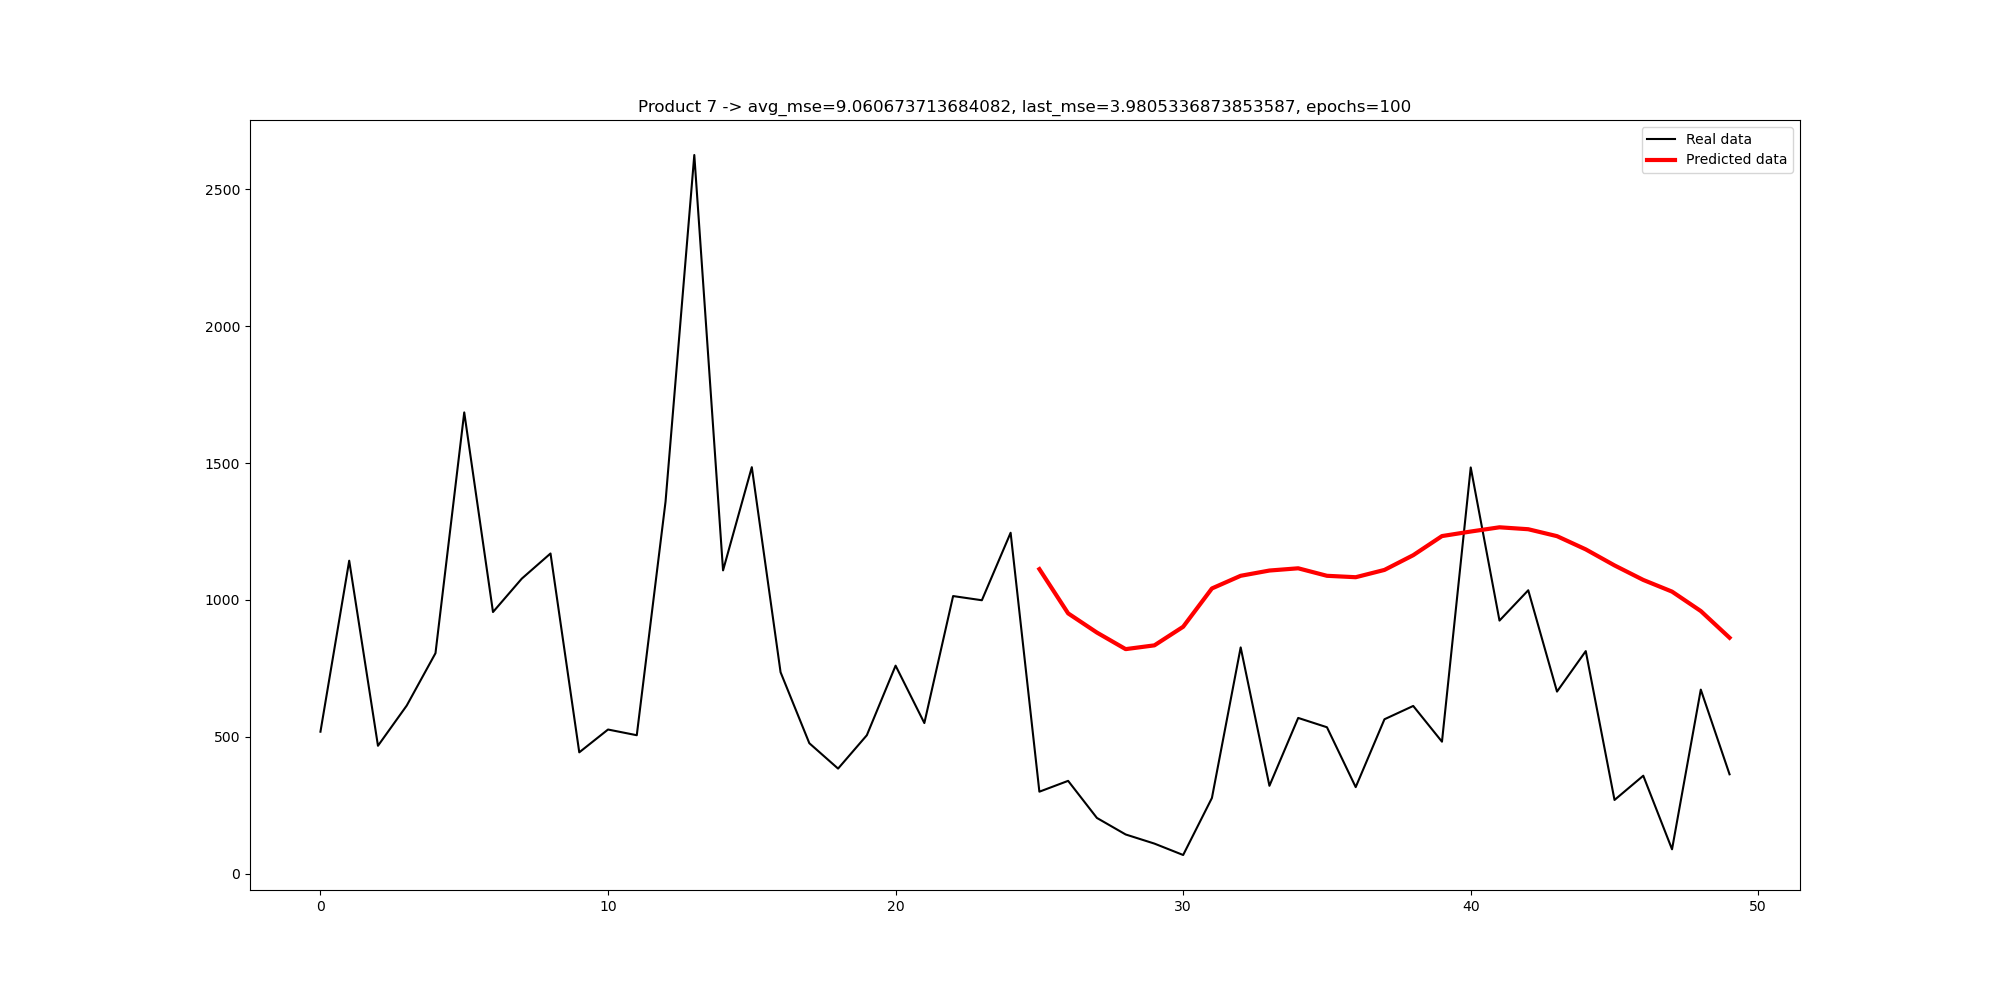 Product 7 -> avg_mse=9.060673713684082, last_mse=3.9805336873853587, epochs=100
Real data
Predicted data
2500
2000
1500
1000
500
0
0 10 20 30 40 50